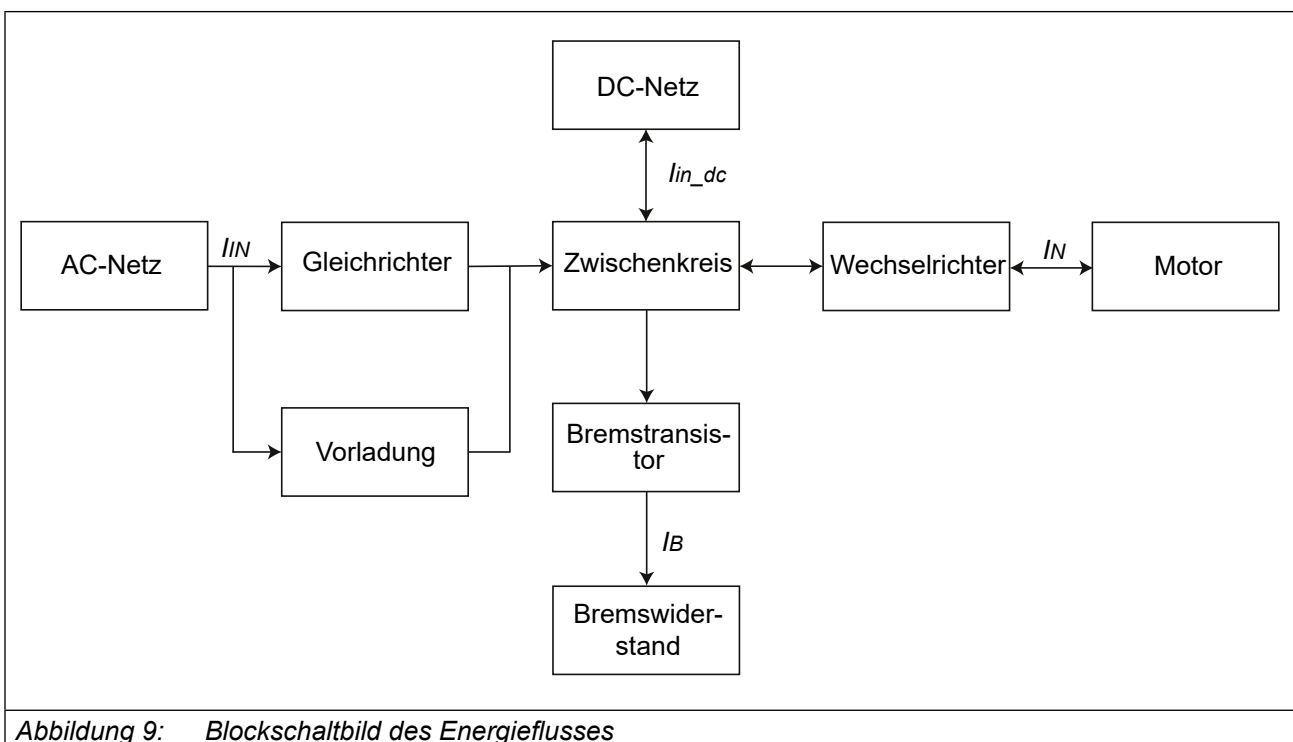 DC-Netz
Iin_dc
AC-Netz
IIN
Gleichrichter
Zwischenkreis
Wechselrichter
IN
Motor
Vorladung
Bremstransis-
tor
IB
Bremswider-
stand
Abbildung 9: Blockschaltbild des Energieflusses